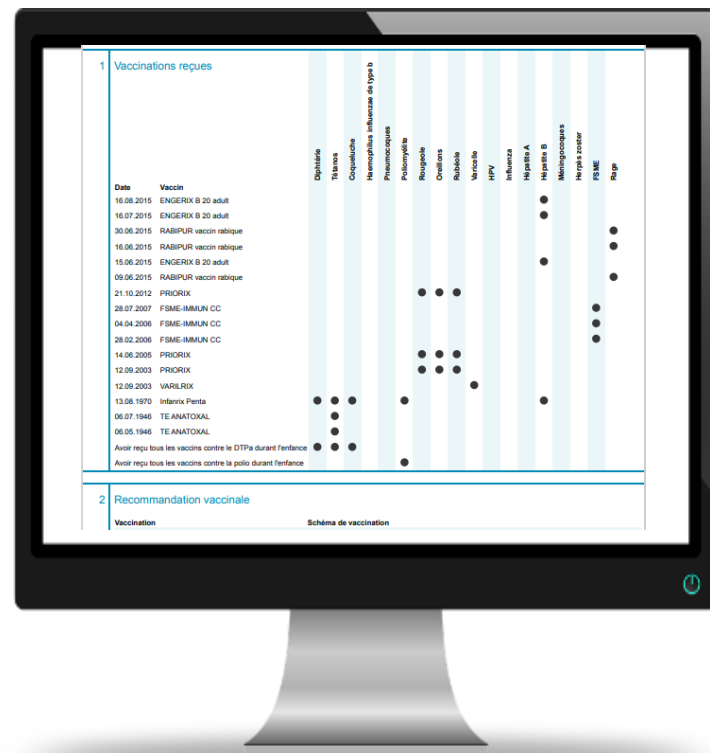 1 Vaccinations reçues
Diphtérie
Tétanos
Coqueluche
Haemophilus influenzae de type b
Pneumocoques
Poliomyélite
Rougeole
Oreillons
Rubéole
Varicelle
HPV
Influenza
Hépatite A
Hépatite B
Méningocoques
Herpès zoster
FSME
Rage
Date Vaccin
16.08.2015 ENGERIX B 20 adult
16.07.2015 ENGERIX B 20 adult
30.06.2015 RABIPUR vaccin rabique
16.06.2015 RABIPUR vaccin rabique
15.06.2015 ENGERIX B 20 adult
09.06.2015 RABIPUR vaccin rabique
21.10.2012 PRIORIX
28.07.2007 FSME-IMMUN CC
04.04.2006 FSME-IMMUN CC
28.02.2006 FSME-IMMUN CC
14.06.2005 PRIORIX
12.09.2003 PRIORIX
12.09.2003 VARILRIX
13.08.1970 Infanrix Penta
06.07.1946 TE ANATOXAL
06.05.1946 TE ANATOXAL
Avoir reçu tous les vaccins contre le DTPa durant l'enfance
Avoir reçu tous les vaccins contre la polio durant l'enfance
2 Recommandation vaccinale
Vaccination Schéma de vaccination